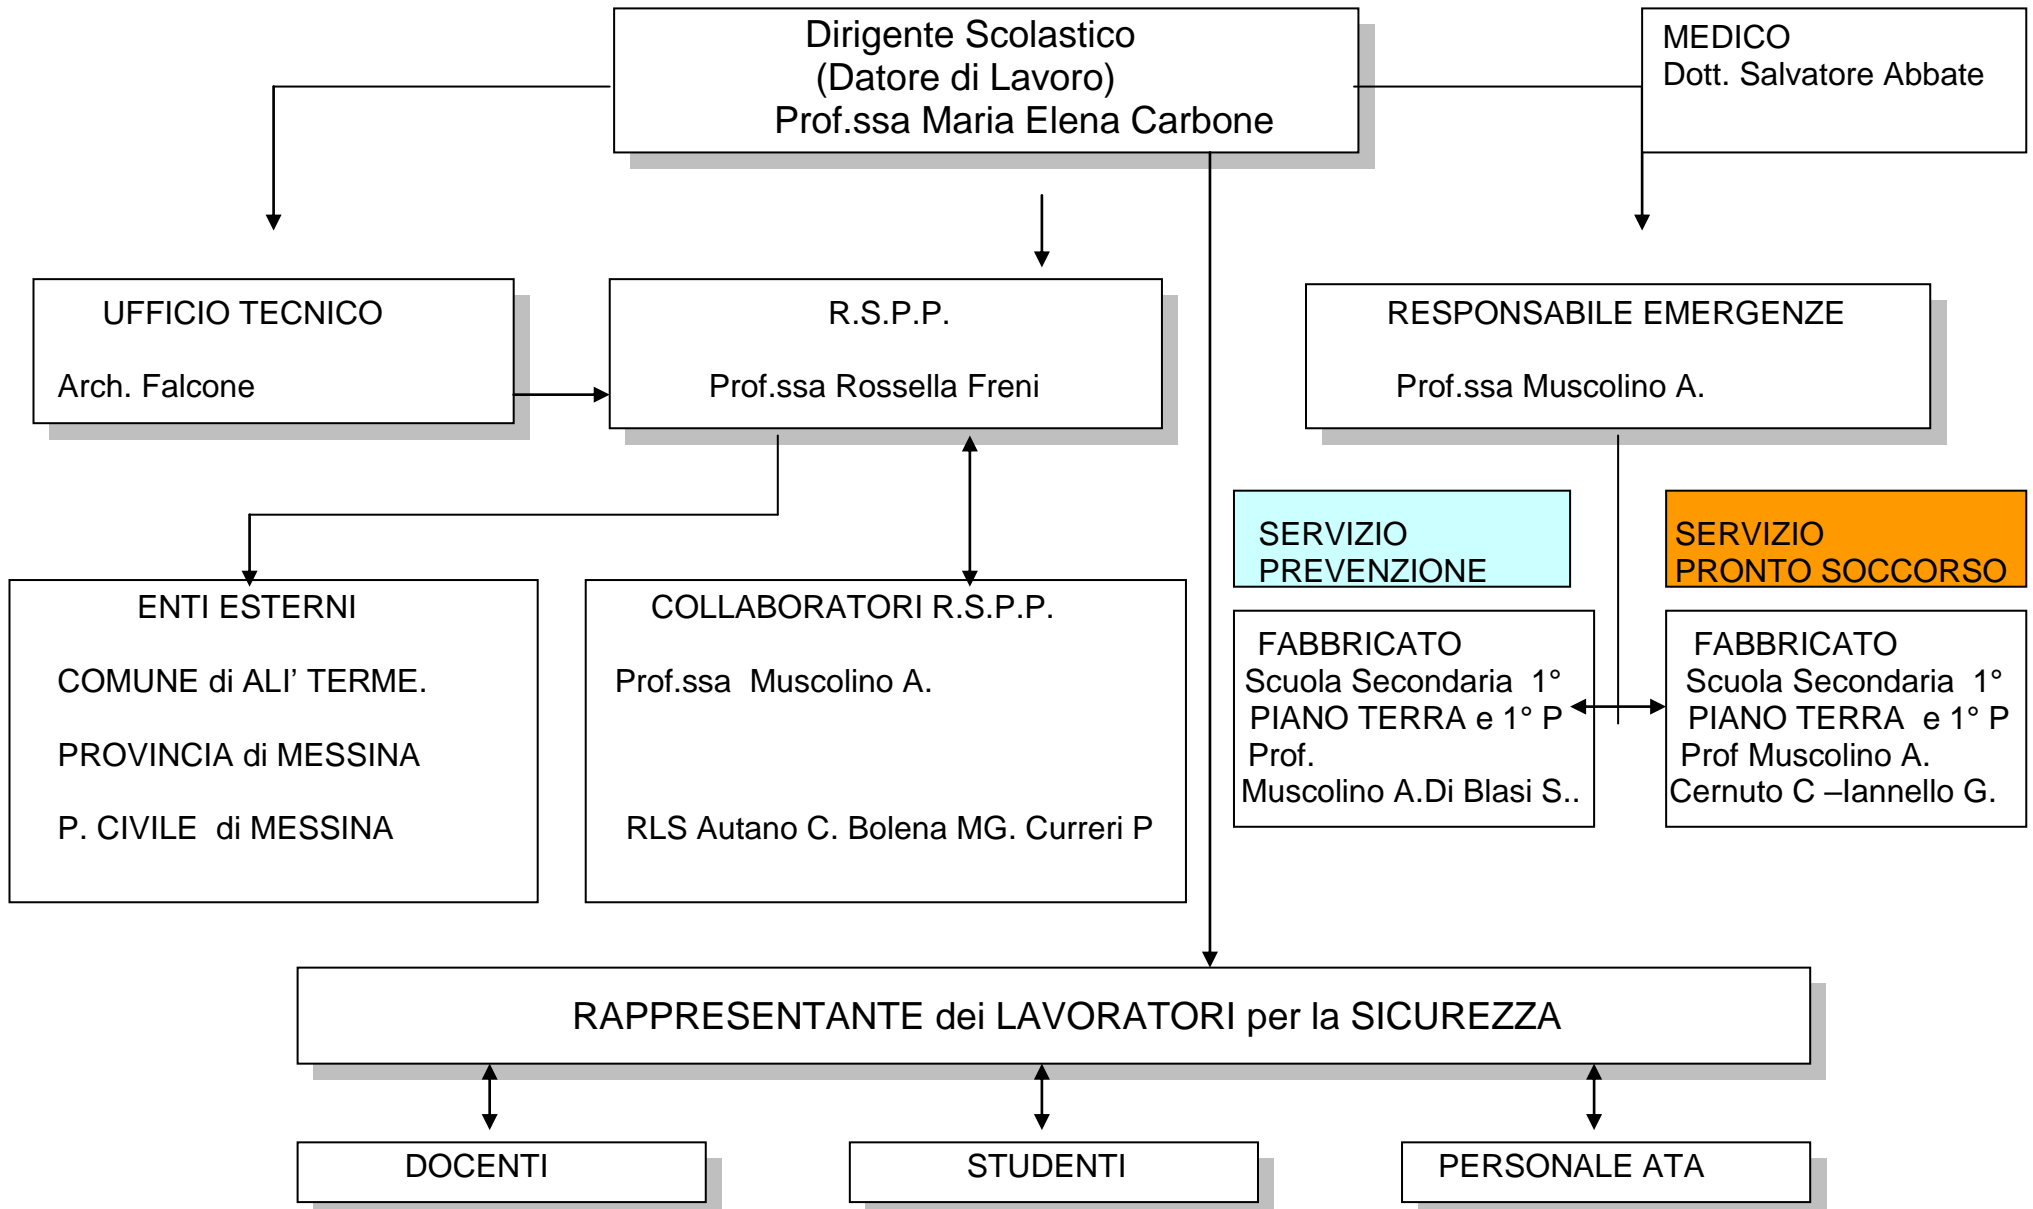 Dirigente Scolastico
(Datore di Lavoro)
Prof.ssa Maria Elena Carbone
MEDICO
Dott. Salvatore Abbate
UFFICIO TECNICO
Arch. Falcone
R.S.P.P.
Prof.ssa Rossella Freni
RESPONSABILE EMERGENZE
Prof.ssa Muscolino A.
SERVIZIO
PREVENZIONE
SERVIZIO
PRONTO SOCCORSO
ENTI ESTERNI
COMUNE di ALI' TERME.
PROVINCIA di MESSINA
P. CIVILE di MESSINA
COLLABORATORI R.S.P.P.
Prof.ssa Muscolino A.
RLS Autano C. Bolena MG. Curreri P
FABBRICATO
Scuola Secondaria 1°
PIANO TERRA e 1° P
Prof.
Muscolino A.Di Blasi S..
FABBRICATO
Scuola Secondaria 1°
PIANO TERRA e 1° P
Prof Muscolino A.
Cernuto C –Iannello G.
RAPPRESENTANTE dei LAVORATORI per la SICUREZZA
DOCENTI
STUDENTI
PERSONALE ATA